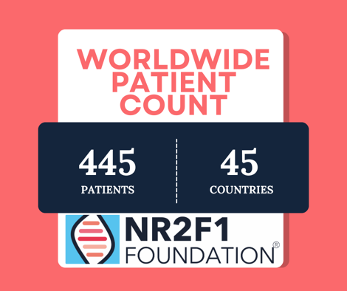 WORLDWIDE
PATIENT
COUNT
445 45
PATIENTS COUNTRIES
NR2F1
FOUNDATION®